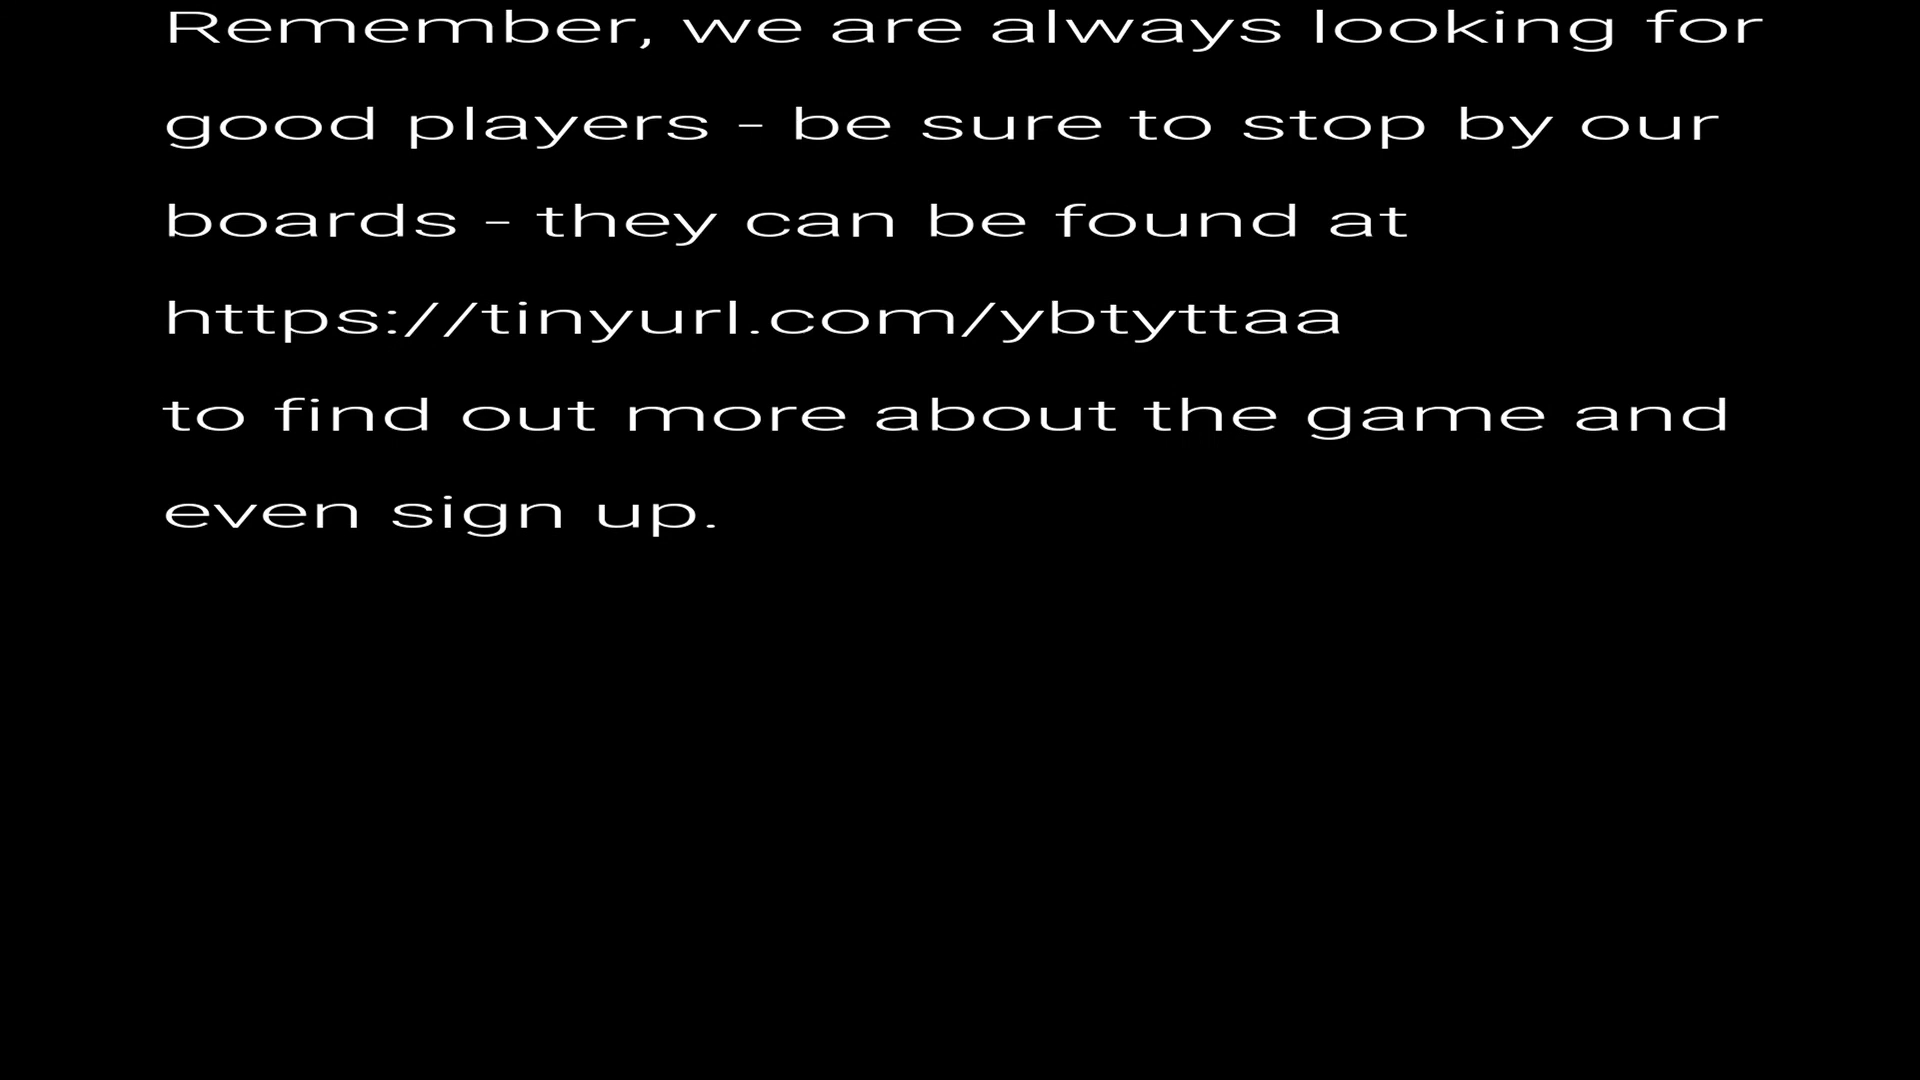 Remember, we are always looking for
good players - be sure to stop by our
boards - they can be found at
https://tinyurl.com/ybtyttaa
to find out more about the game and
even sign up.